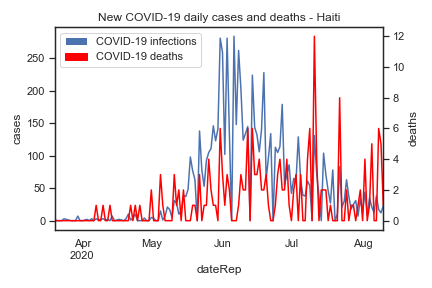 New COVID-19 daily cases and deaths - Haiti
COVID-19 infections
COVID-19 deaths
250
200
150
100
50
0
cases
12
10
8
6
4
2
0
deaths
Apr
2020
May
Jun
Jul
Aug
dateRep